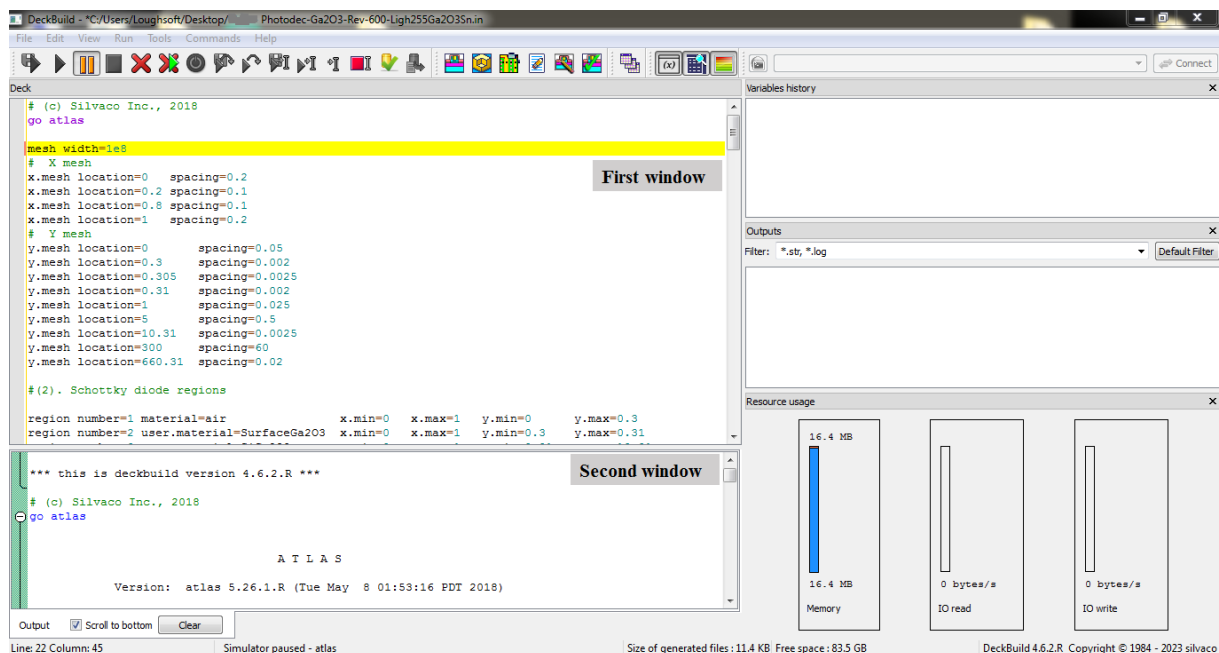 DeckBuild - *C:/Users/Loughsoft/Desktop/ Photodec-Ga2O3-Rev-600-Ligh255Ga2O3Sn.in
File Edit View Run Tools Commands Help
Connect
Deck
# (c) Silvaco Inc., 2018
go atlas
mesh width=1e8
# X mesh
x.mesh location=0 spacing=0.2
x.mesh location=0.2 spacing=0.1
x.mesh location=0.8 spacing=0.1
x.mesh location=1 spacing=0.2
# Y mesh
y.mesh location=0 spacing=0.05
y.mesh location=0.3 spacing=0.002
y.mesh location=0.305 spacing=0.0025
y.mesh location=0.31 spacing=0.002
y.mesh location=1 spacing=0.025
y.mesh location=5 spacing=0.5
y.mesh location=10.31 spacing=0.0025
y.mesh location=300 spacing=60
y.mesh location=660.31 spacing=0.02
#(2). Schottky diode regions
region number=1 material=air x.min=0 x.max=1 y.min=0 y.max=0.3
region number=2 user.material=SurfaceGa2O3 x.min=0 x.max=1 y.min=0.3 y.max=0.31
First window
*** this is deckbuild version 4.6.2.R ***
# (c) Silvaco Inc., 2018
go atlas
A T L A S
Version: atlas 5.26.1.R (Tue May 8 01:53:16 PDT 2018)
Second window
Output Scroll to bottom Clear
Variables history
Outputs
Filter: *.str, *.log Default Filter
Resource usage
16.4 MB
16.4 MB 0 bytes/s 0 bytes/s
Memory IO read IO write
Line: 22 Column: 45 Simulator paused - atlas Size of generated files : 11.4 KB Free space : 83.5 GB DeckBuild 4.6.2.R Copyright © 1984 - 2023 silvaco